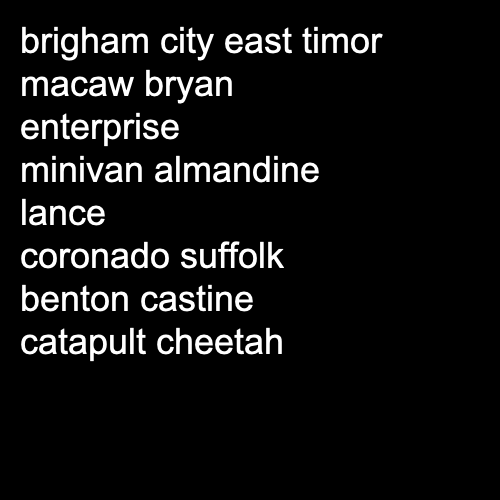 brigham city east timor
macaw bryan
enterprise
minivan almandine
lance
coronado suffolk
benton castine
catapult cheetah